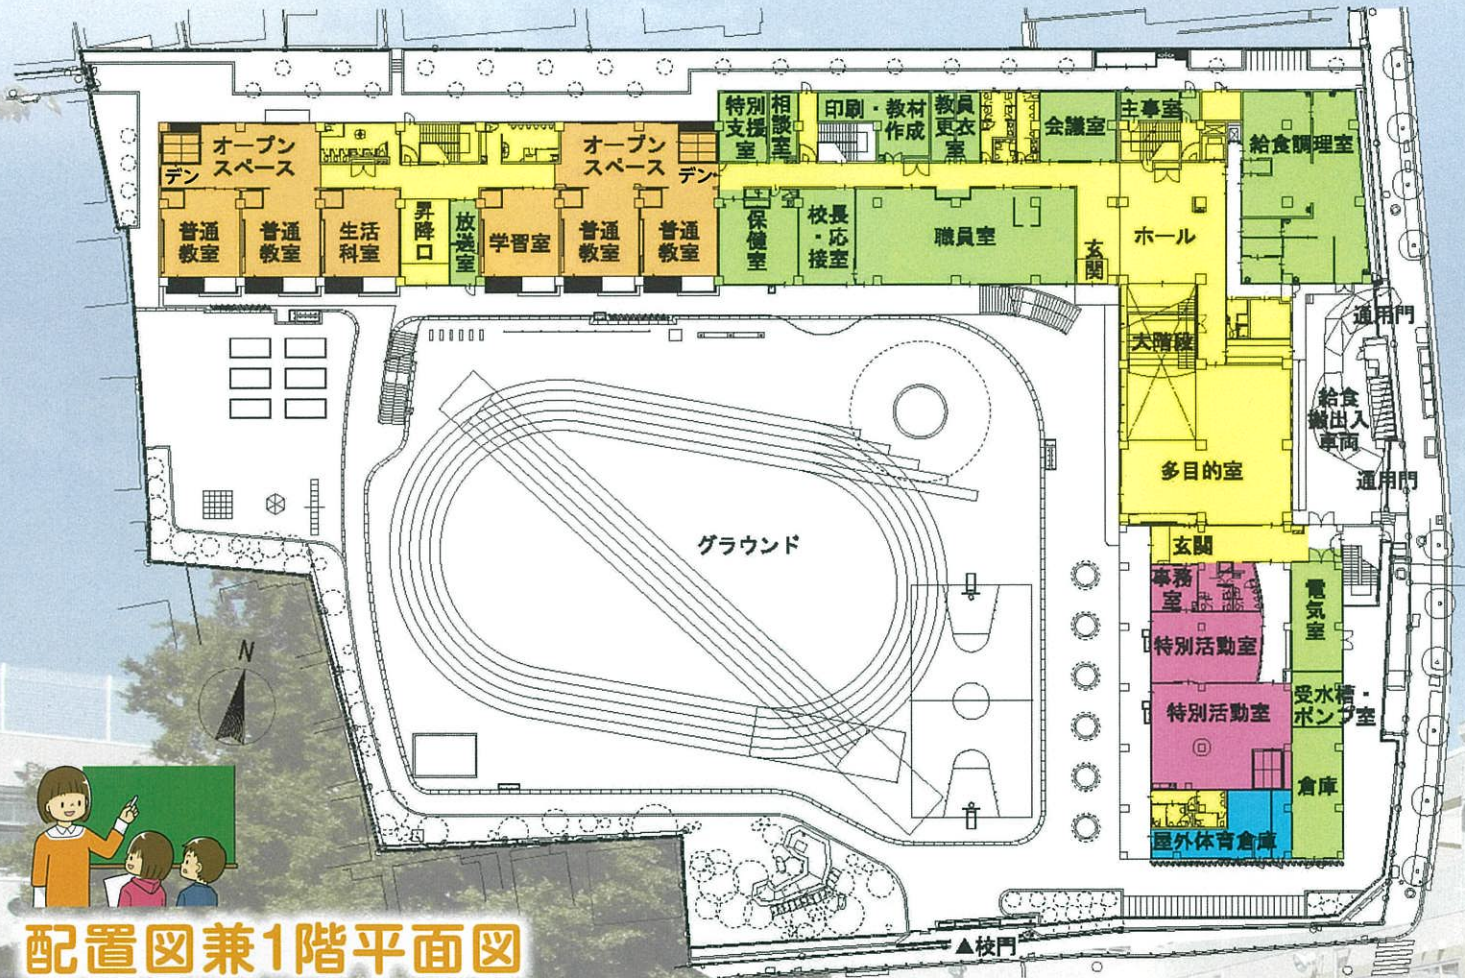 特別
支援
室
相
談
室
印刷・教材
作成
教員
更衣
室
会議室
主事室
給食調理室
オープン
スペース
デン
オープン
スペース
デン
普通
教室
普通
教室
生活
科室
昇
降
口
放
送
室
学習室
普通
教室
普通
教室
保
健
室
校長
・応
接室
職員室
玄
関
ホール
大階段
通用門
給食
搬出入
車両
通用門
多目的室
玄関
グラウンド
事務
室
電
気
室
特別活動室
特別活動室
受水槽・
ポンプ室
倉庫
屋外体育倉庫
N
▲校門
配置図兼1階平面図